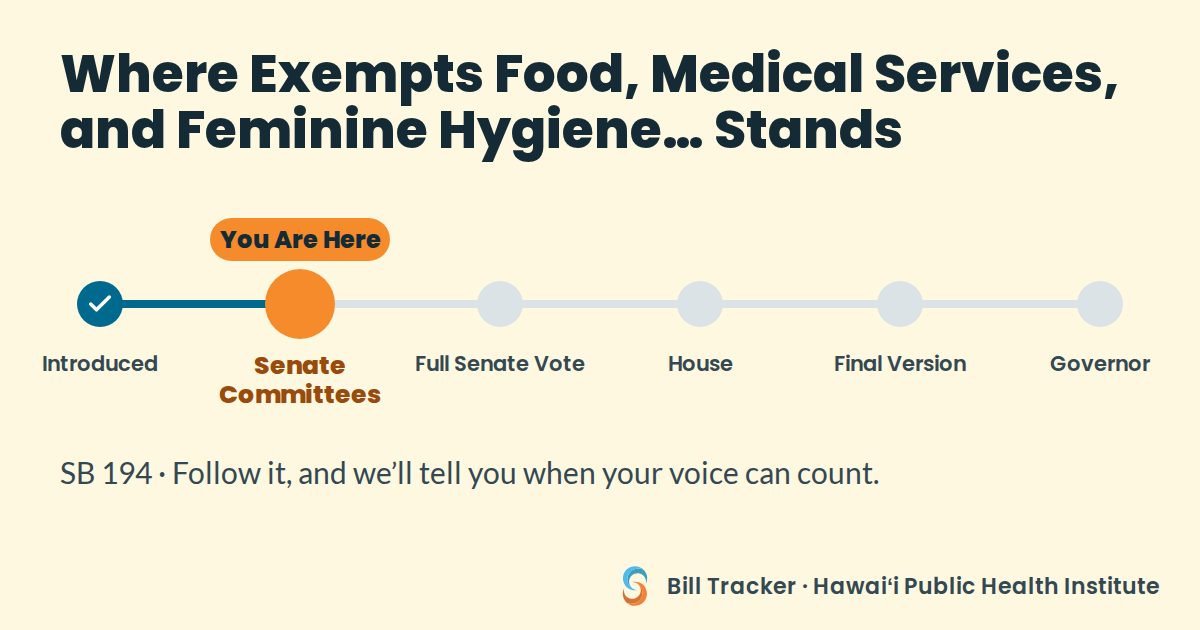 Where Exempts Food, Medical Services,
and Feminine Hygiene... Stands
You Are Here
Introduced
Senate
Committees
Full Senate Vote
House
Final Version
Governor
SB 194 · Follow it, and we’ll tell you when your voice can count.
Bill Tracker · Hawaiʻi Public Health Institute